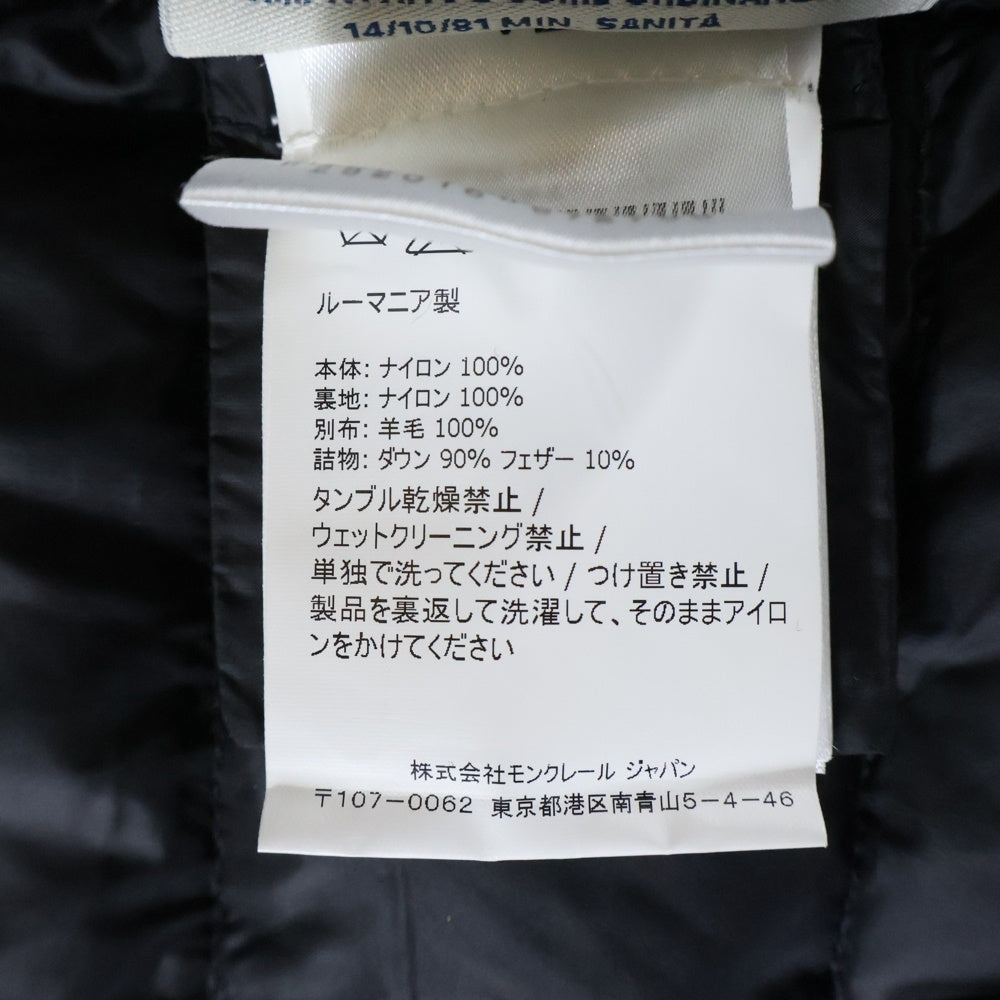 14/10/81 MIN. SANITÀ
ルーマニア製
本体: ナイロン 100%
裏地: ナイロン 100%
別布: 羊毛 100%
詰物: ダウン 90% フェザー 10%
タンブル乾燥禁止 /
ウェットクリーニング禁止 /
単独で洗ってください / つけ置き禁止 /
製品を裏返して洗濯して、そのままアイロ
ンをかけてください
株式会社モンクレール ジャパン
〒107-0062 東京都港区南青山5-4-46